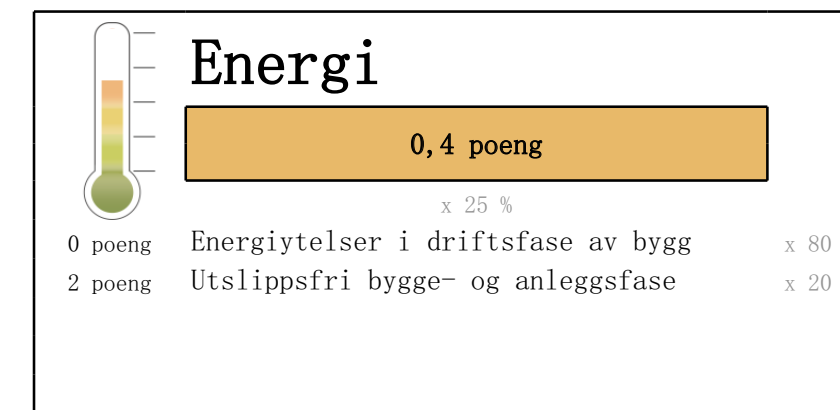 Energi
0,4 poeng
x 25 %
0 poeng Energiytelser i driftsfase av bygg x 80
2 poeng Utslippsfri bygge- og anleggsfase x 20